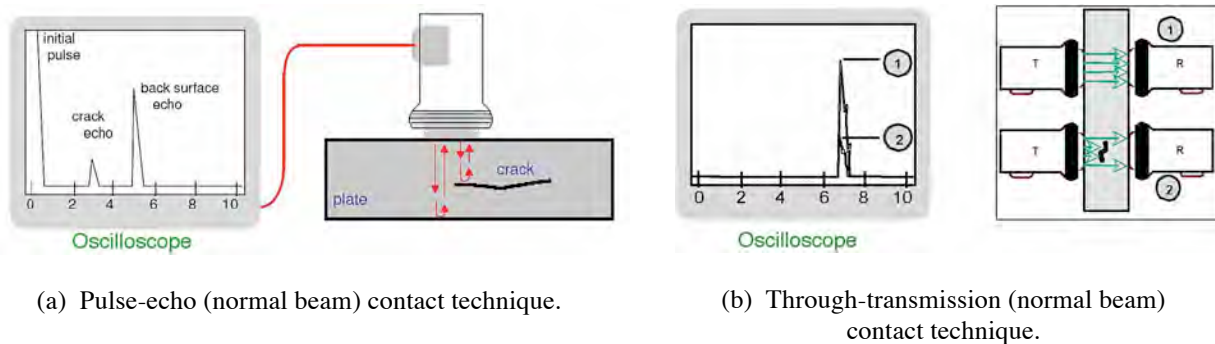 initial
pulse
crack
echo
back surface
echo
0 2 4 6 8 10
Oscilloscope
plate
crack
(a) Pulse-echo (normal beam) contact technique.
1
2
0 2 4 6 8 10
Oscilloscope
1
T R
T R
2
(b) Through-transmission (normal beam)
contact technique.